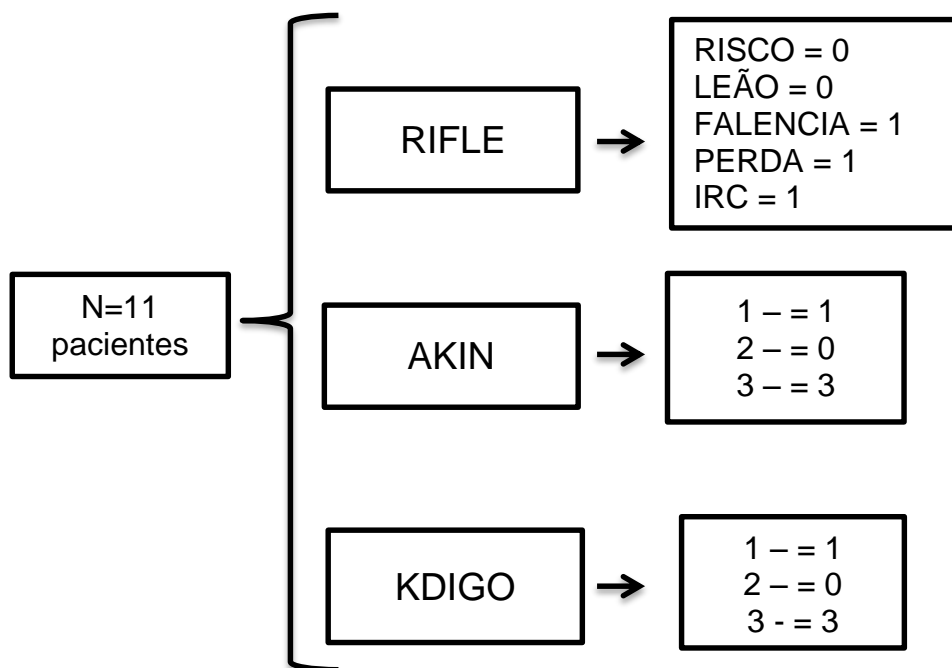 RISCO = 0
LEÃO = 0
FALENCIA = 1
PERDA = 1
IRC = 1
RIFLE
N=11
pacientes
AKIN
1 – = 1
2 – = 0
3 – = 3
KDIGO
1 – = 1
2 – = 0
3 - = 3